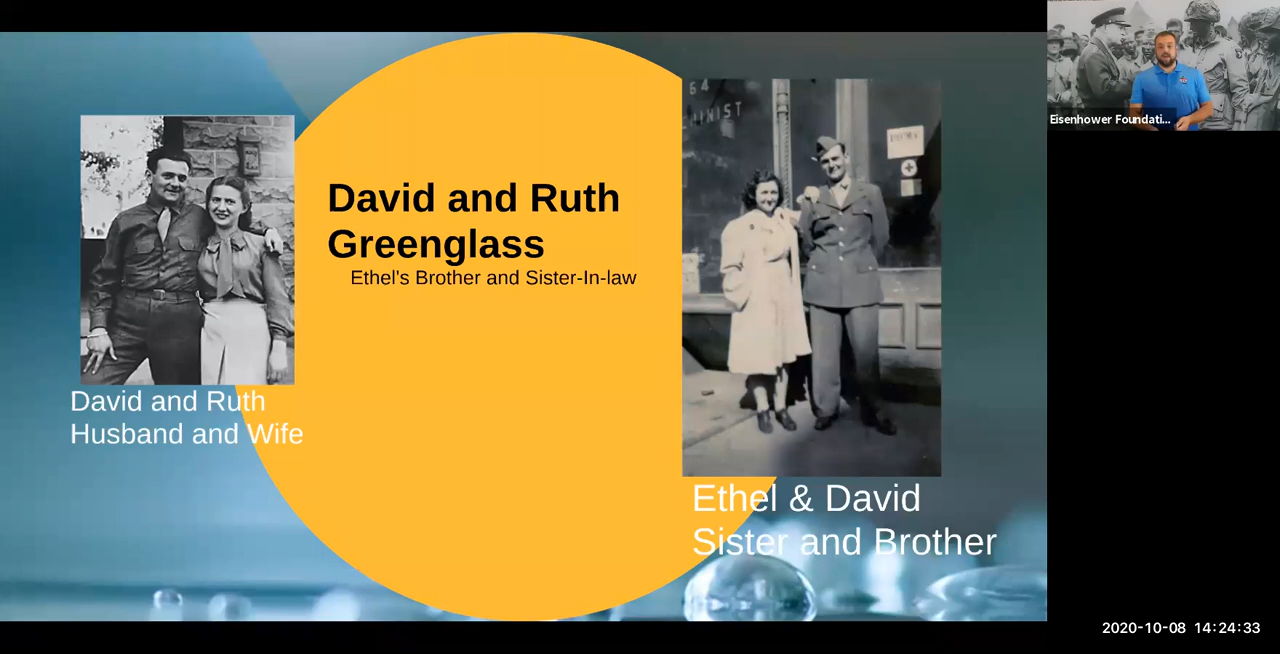 David and Ruth
Greenglass
Ethel's Brother and Sister-In-law
David and Ruth
Husband and Wife
64
Ethel & David
Sister and Brother
Eisenhower Foundati...
2020-10-08 14:24:33